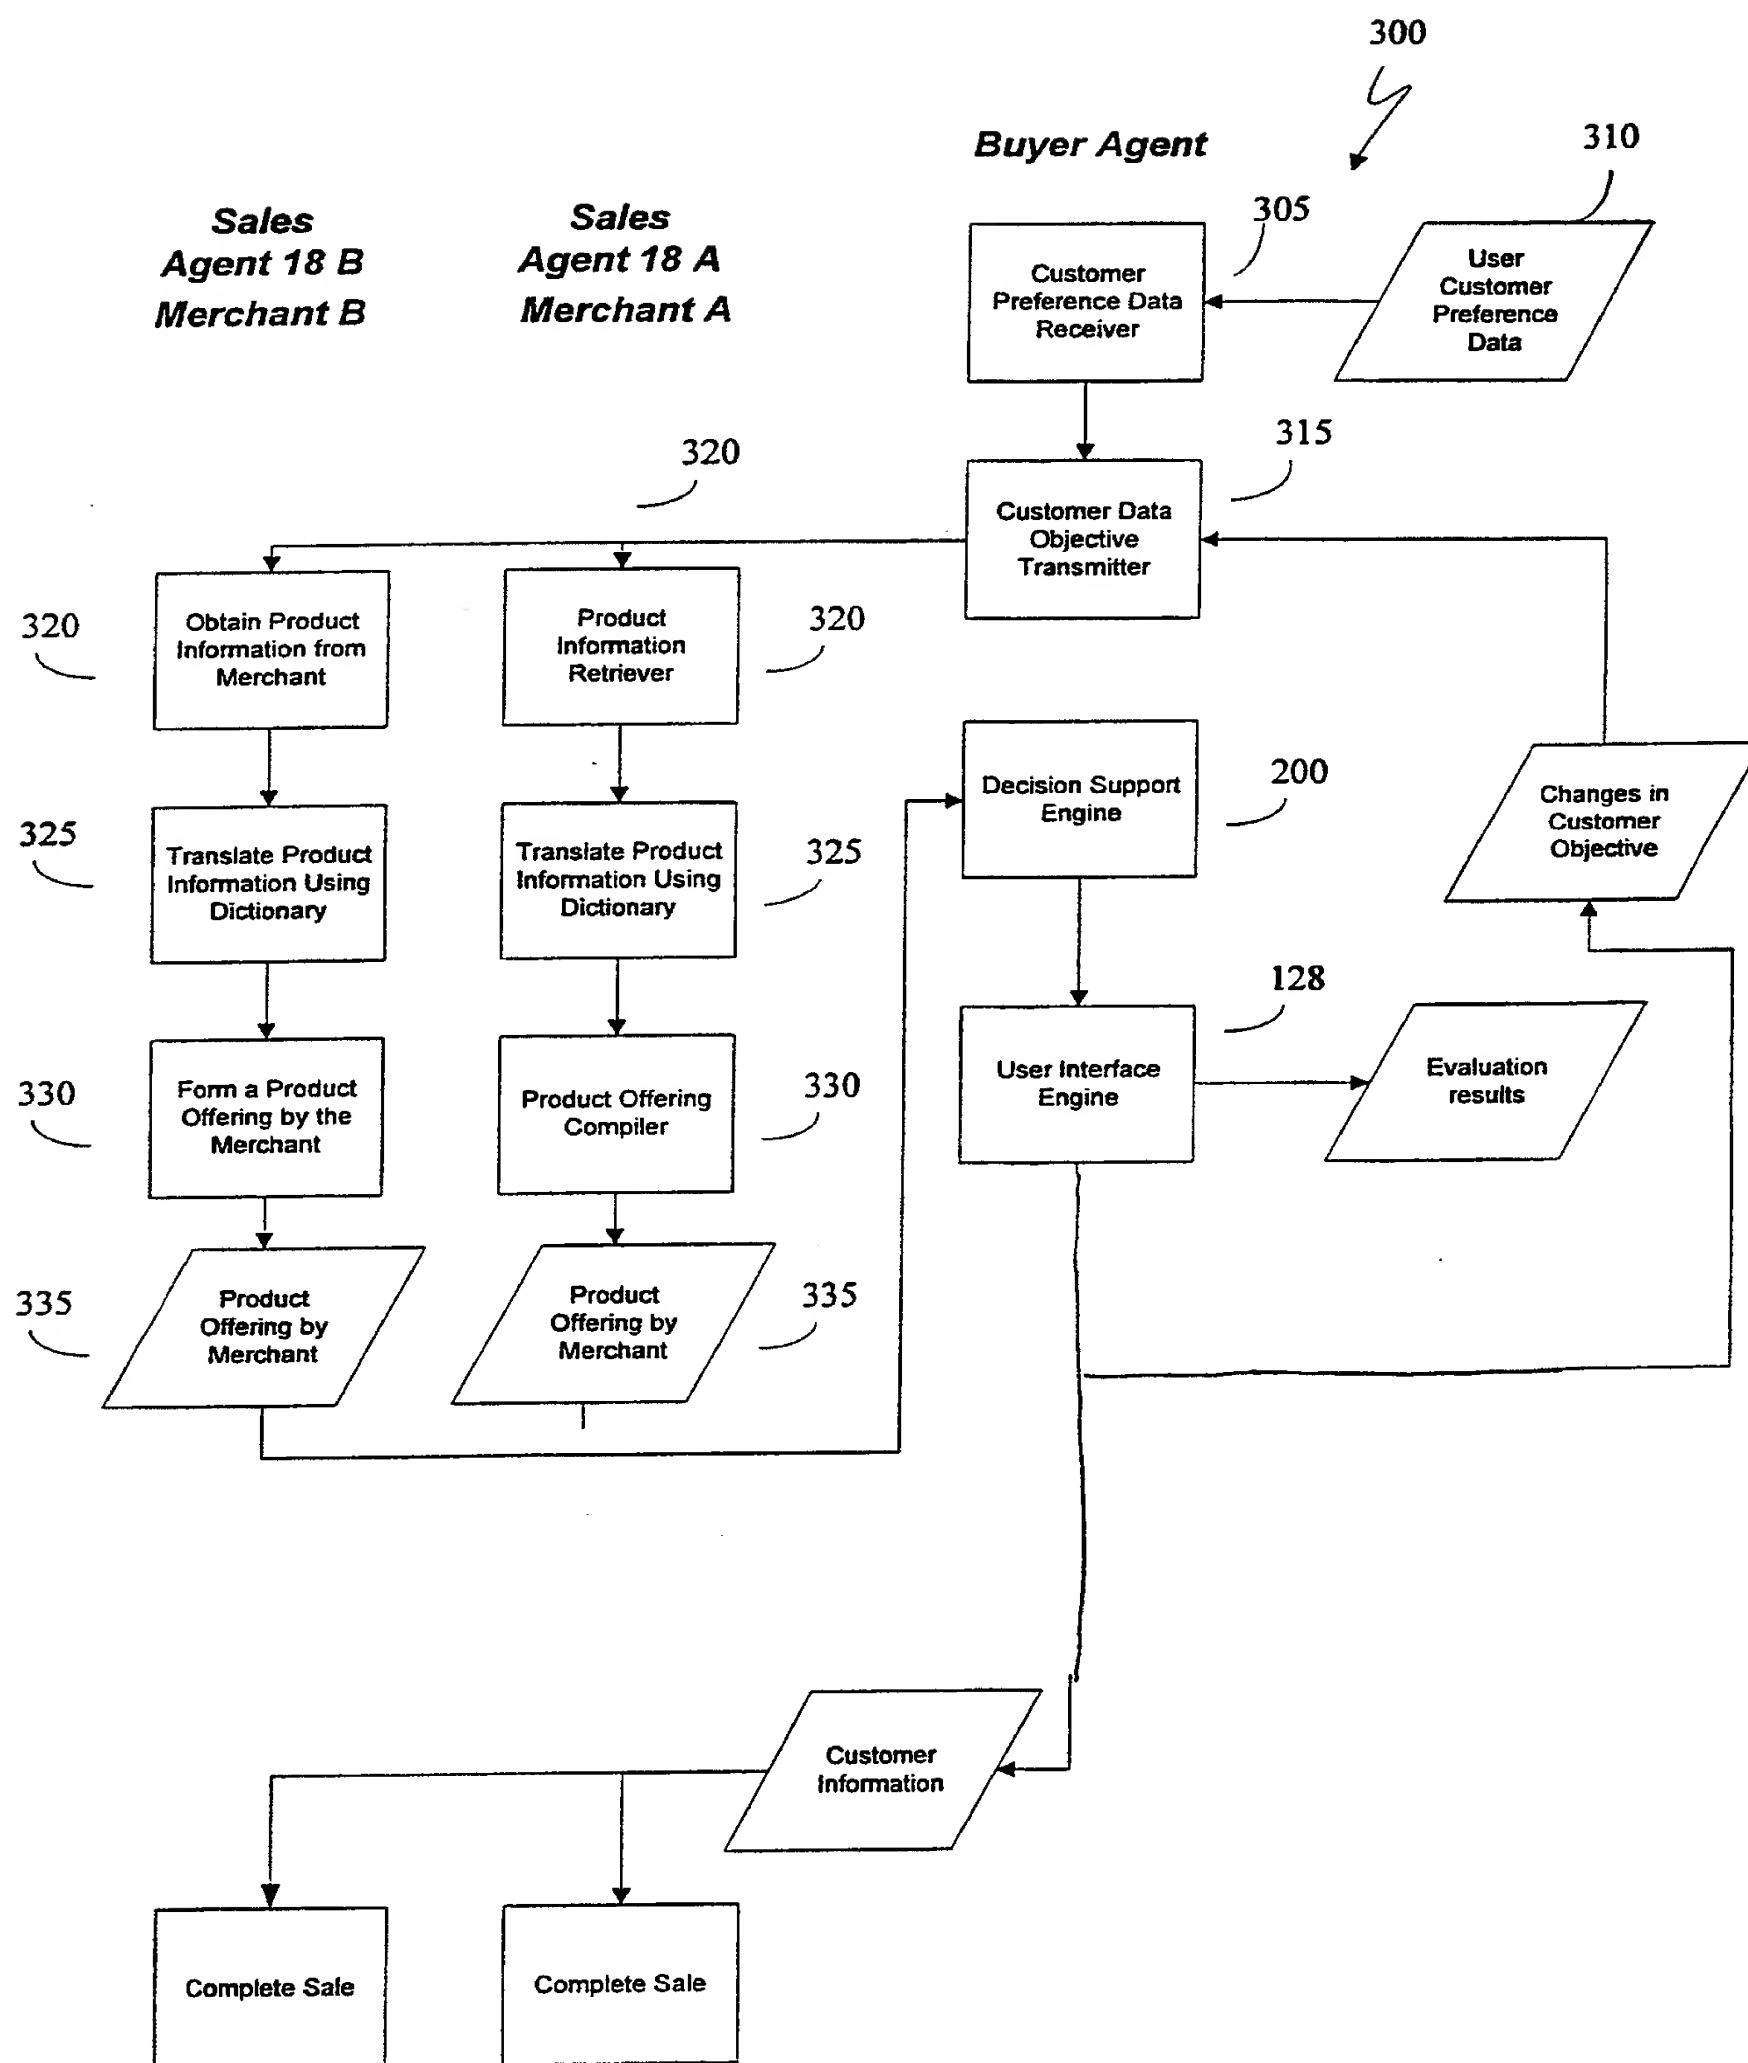 300
Buyer Agent
310
Sales
Agent 18 B
Merchant B
Sales
Agent 18 A
Merchant A
305
Customer
Preference Data
Receiver
User
Customer
Preference
Data
320
315
Customer Data
Objective
Transmitter
320
Obtain Product
Information from
Merchant
Product
Information
Retriever
320
Decision Support
Engine
200
Changes in
Customer
Objective
325
Translate Product
Information Using
Dictionary
Translate Product
Information Using
Dictionary
325
128
User Interface
Engine
Evaluation
results
330
Form a Product
Offering by the
Merchant
Product Offering
Compiler
330
335
Product
Offering by
Merchant
Product
Offering by
Merchant
335
Customer
Information
Complete Sale
Complete Sale